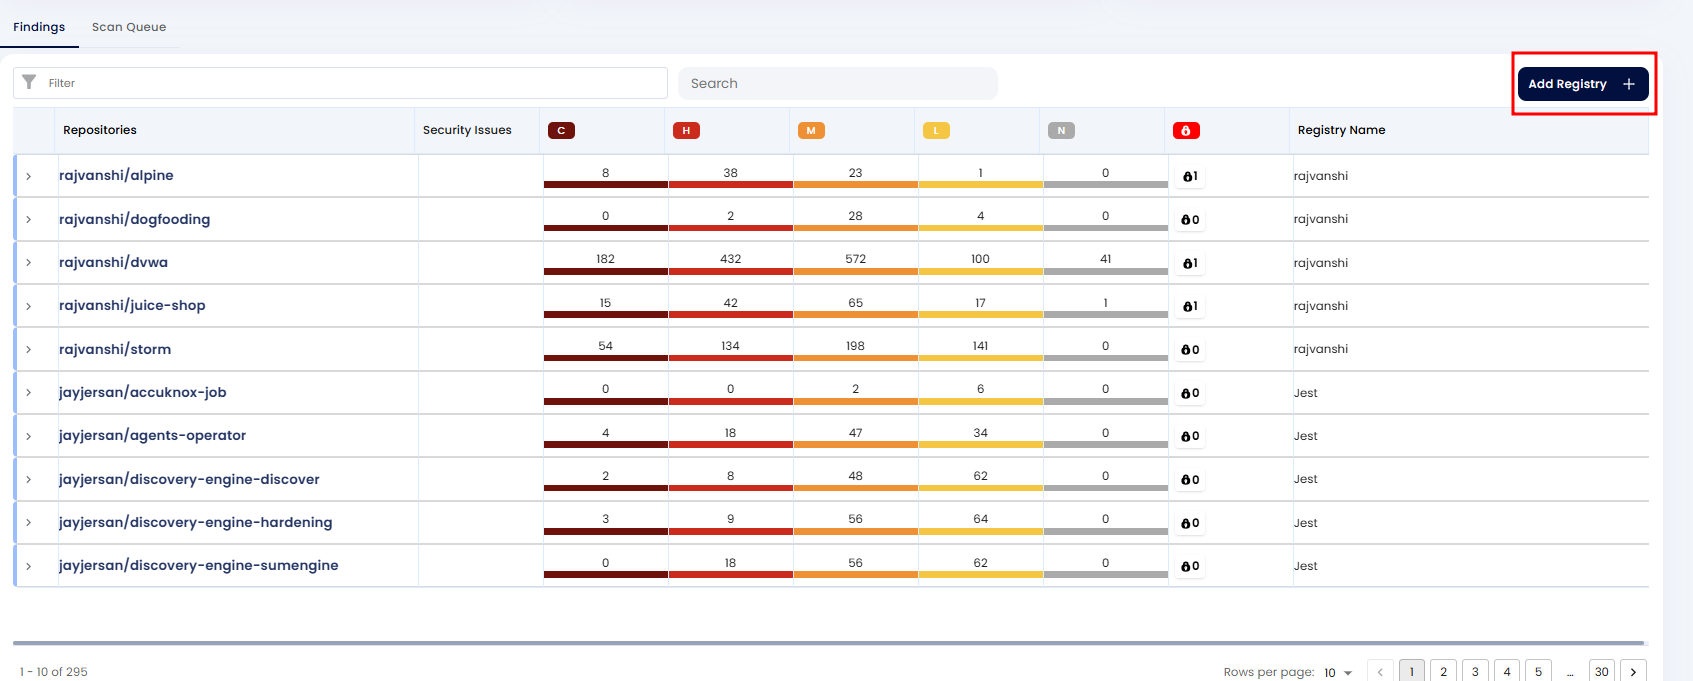 Findings Scan Queue
Filter Search Add Registry +
Repositories Security Issues C H M L N Registry Name
rajvanshi/alpine 8 38 23 1 0 1 rajvanshi
rajvanshi/dogfooding 0 2 28 4 0 0 rajvanshi
rajvanshi/dvwa 182 432 572 100 41 1 rajvanshi
rajvanshi/juice-shop 15 42 65 17 1 1 rajvanshi
rajvanshi/storm 54 134 198 141 0 0 rajvanshi
jayjersan/accuknox-job 0 0 2 6 0 0 Jest
jayjersan/agents-operator 4 18 47 34 0 0 Jest
jayjersan/discovery-engine-discover 2 8 48 62 0 0 Jest
jayjersan/discovery-engine-hardening 3 9 56 64 0 0 Jest
jayjersan/discovery-engine-sumengine 0 18 56 62 0 0 Jest
1 - 10 of 295 Rows per page: 10 < 1 2 3 4 5 ... 30 >